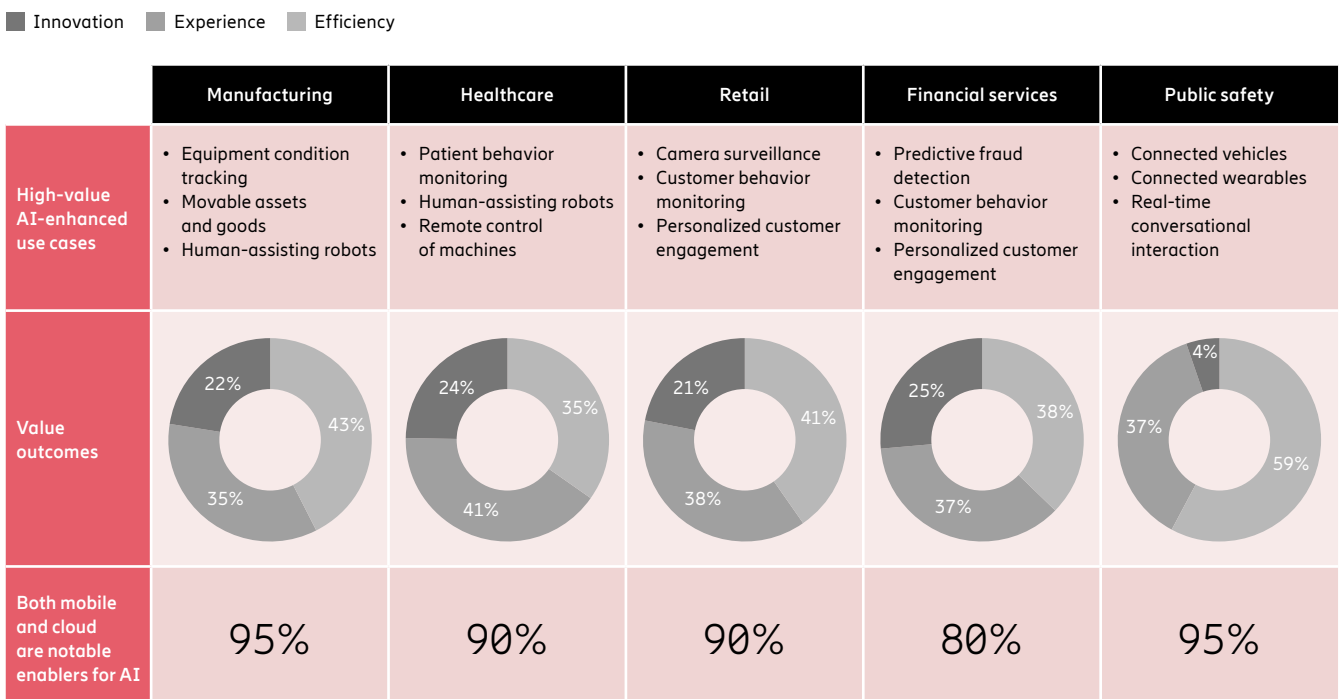 Innovation Experience Efficiency
Manufacturing Healthcare Retail Financial services Public safety
High-value
AI-enhanced
use cases
• Equipment condition
tracking
• Movable assets
and goods
• Human-assisting robots
• Patient behavior
monitoring
• Human-assisting robots
• Remote control
of machines
• Camera surveillance
• Customer behavior
monitoring
• Personalized customer
engagement
• Predictive fraud
detection
• Customer behavior
monitoring
• Personalized customer
engagement
• Connected vehicles
• Connected wearables
• Real-time
conversational
interaction
Value
outcomes
22%
43%
35%
24%
35%
41%
21%
41%
38%
25%
38%
37%
4%
37%
59%
Both mobile
and cloud
are notable
enablers for AI
95% 90% 90% 80% 95%